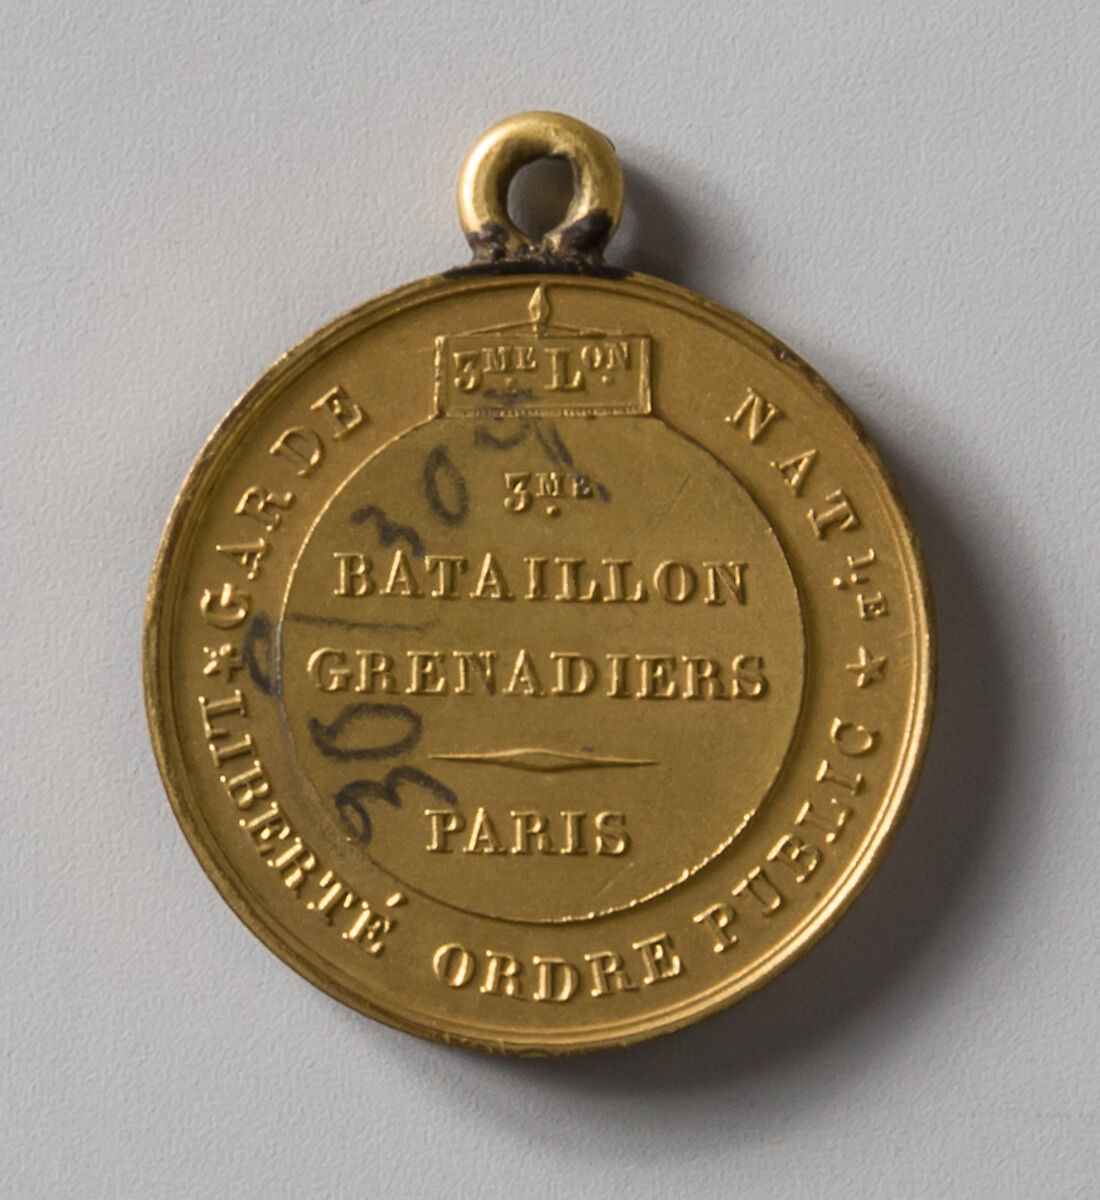 3ME LON
GARDE NATLE
3ME
BATAILLON
GRENADIERS
PARIS
LIBERTÉ ORDRE PUBLIC